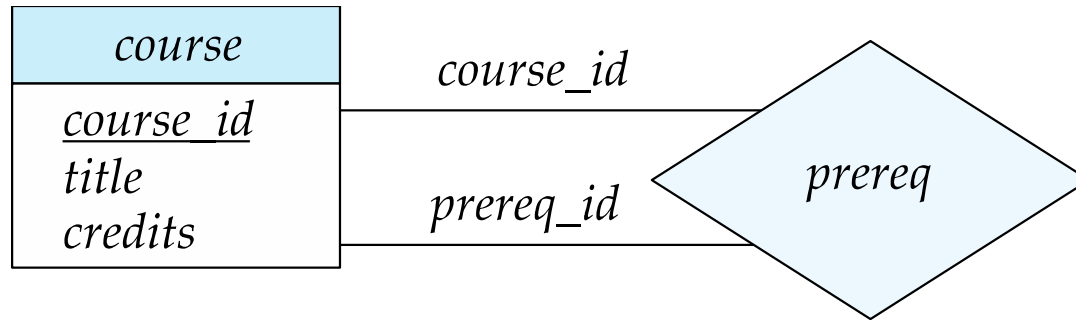 course
course_id
title
credits
course_id
prereq_id
prereq